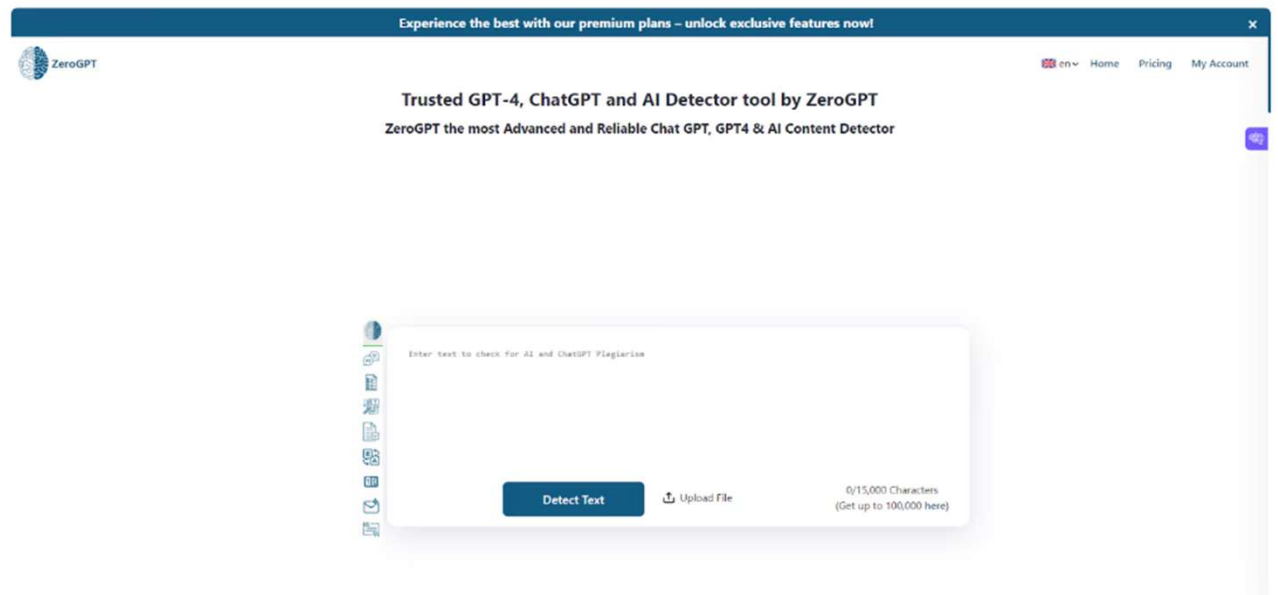 Experience the best with our premium plans – unlock exclusive features now! ×
ZeroGPT
en Home Pricing My Account
Trusted GPT-4, ChatGPT and AI Detector tool by ZeroGPT
ZeroGPT the most Advanced and Reliable Chat GPT, GPT4 & AI Content Detector
Enter text to check for AI and ChatGPT Plagiarism
Detect Text
Upload File
0/15,000 Characters
(Get up to 100,000 here)